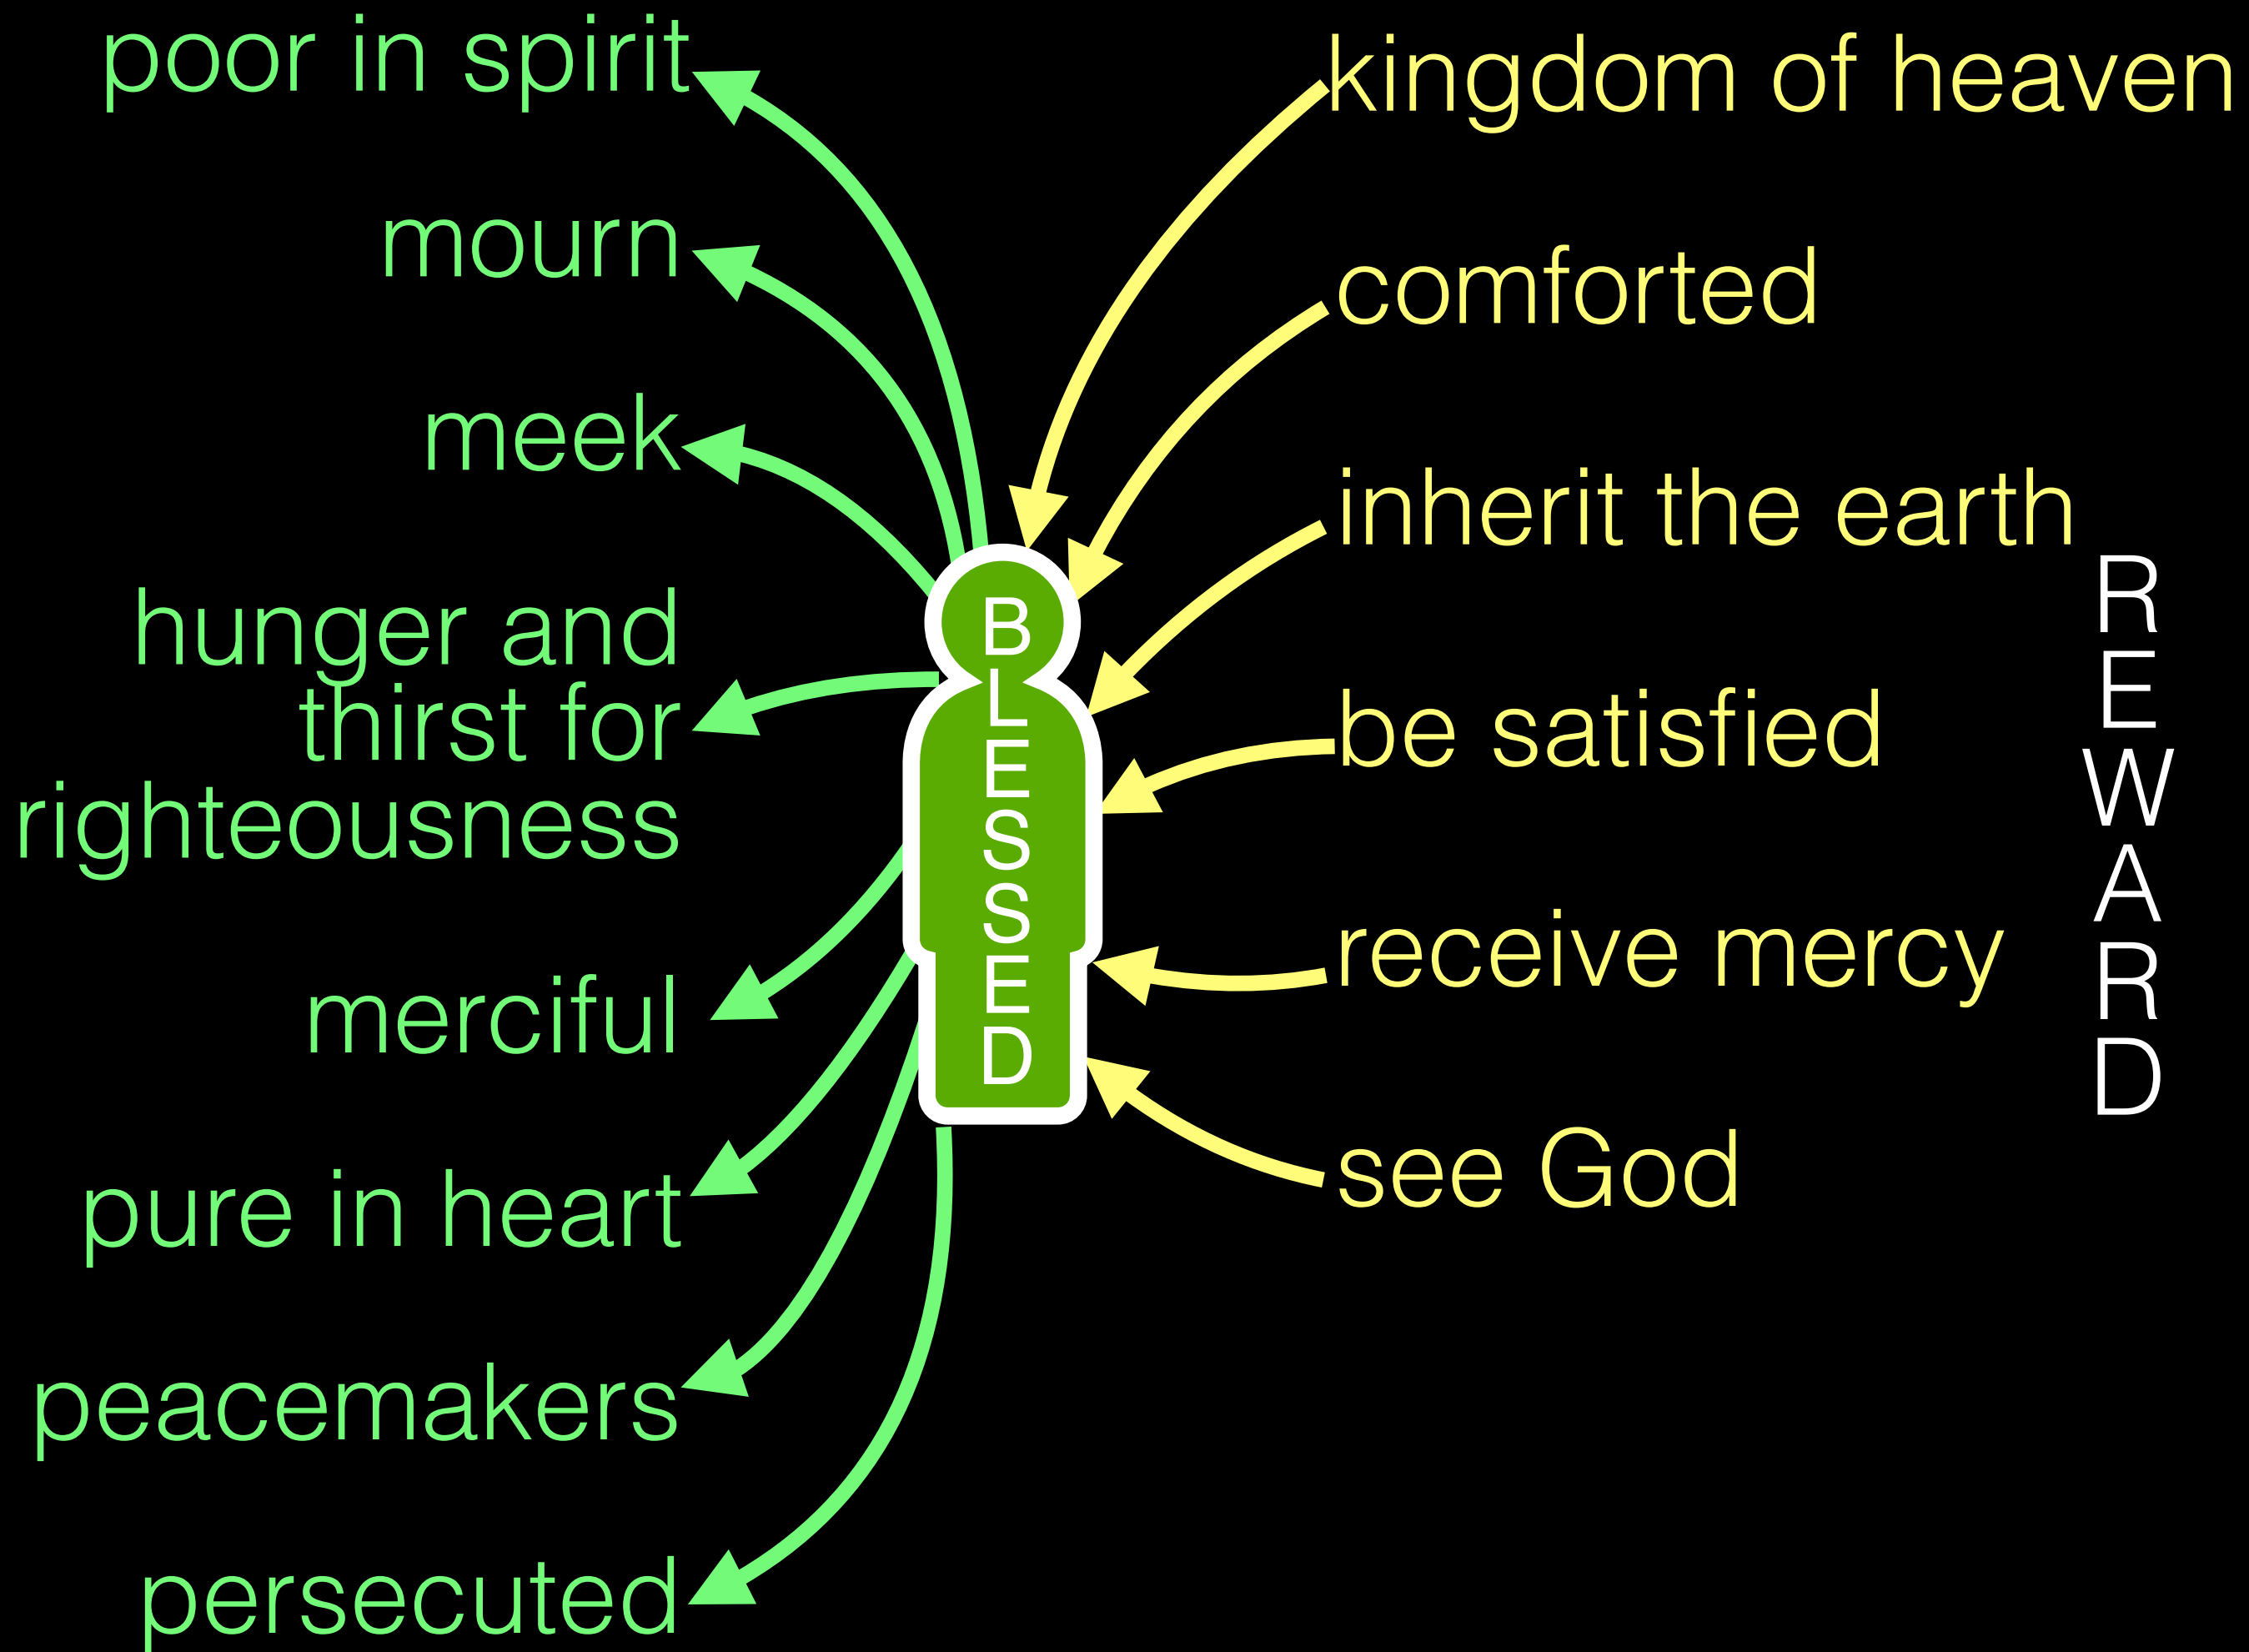 poor in spirit
mourn
meek
hunger and
thirst for
righteousness
merciful
pure in heart
peacemakers
persecuted
BLESSED
kingdom of heaven
comforted
inherit the earth
be satisfied
receive mercy
see God
REWARD